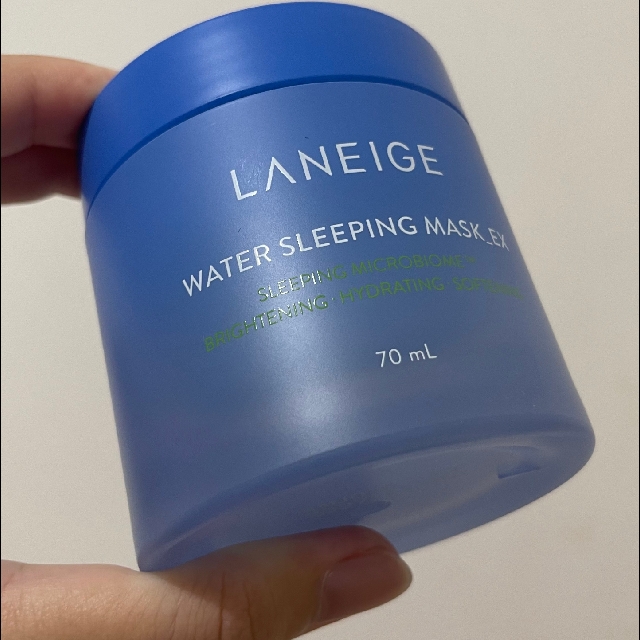 LANEIGE
WATER SLEEPING MASK_EX
SLEEPING MICROBIOME™
BRIGHTENING · HYDRATING ·
70 mL